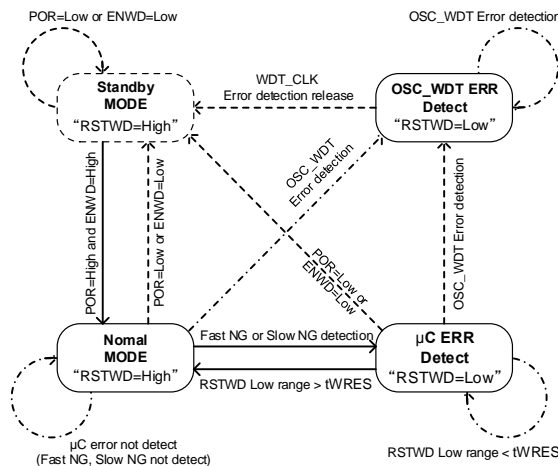 POR=Low or ENWD=Low
OSC_WDT Error detection
Standby
MODE
“RSTWD=High”
WDT_CLK
Error detection release
OSC_WDT ERR
Detect
“RSTWD=Low”
POR=High and ENWD=High
POR=Low or ENWD=Low
OSC_WDT
Error detection
POR=Low or
ENWD=Low
OSC_WDT Error detection
Nomal
MODE
“RSTWD=High”
Fast NG or Slow NG detection
RSTWD Low range > tWRES
µC ERR
Detect
“RSTWD=Low”
µC error not detect
(Fast NG, Slow NG not detect)
RSTWD Low range < tWRES